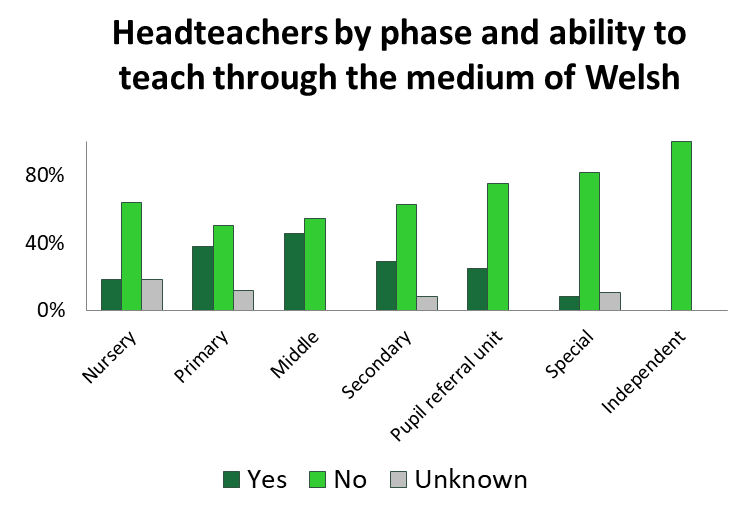 Headteachers by phase and ability to
teach through the medium of Welsh
80%
40%
0%
Nursery
Primary
Middle
Secondary
Pupil referral unit
Special
Independent
Yes
No
Unknown